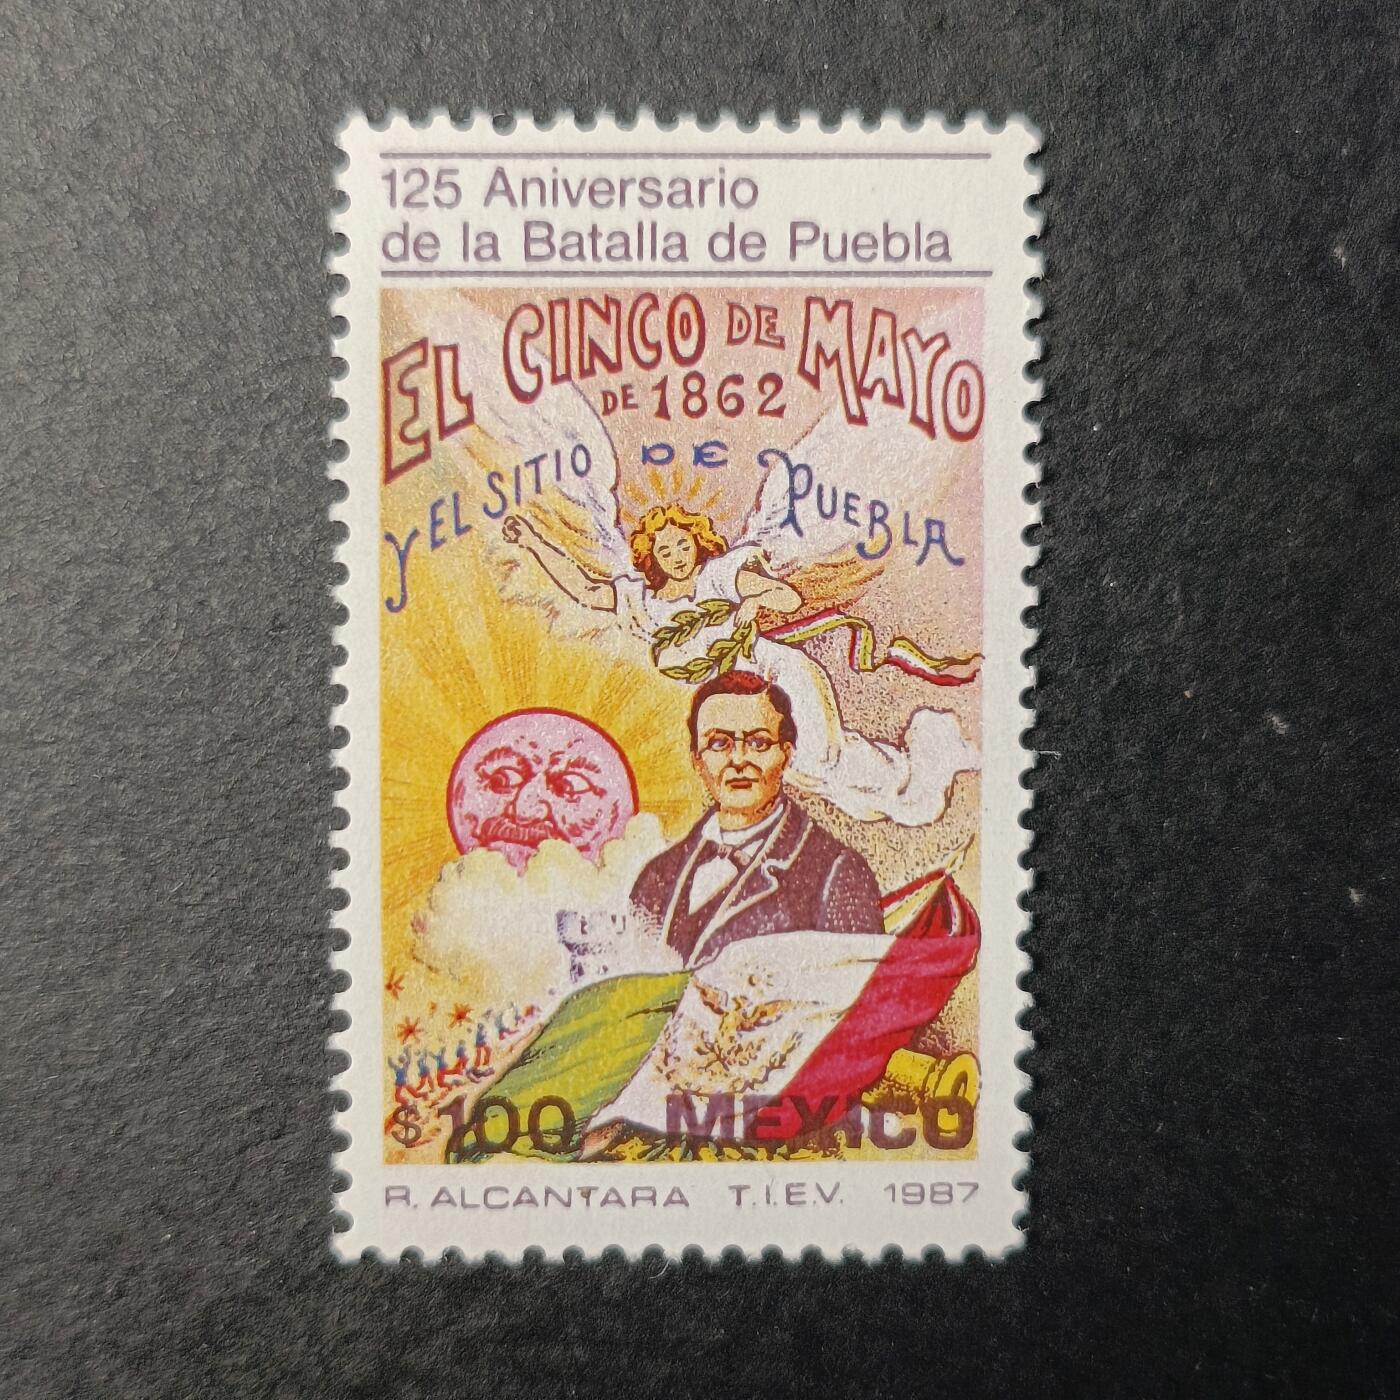 125 Aniversario
de la Batalla de Puebla
EL CINCO DE MAYO
DE 1862
Y EL SITIO DE PUEBLA
$ 100 MEXICO
R. ALCANTARA T.I.E.V. 1987